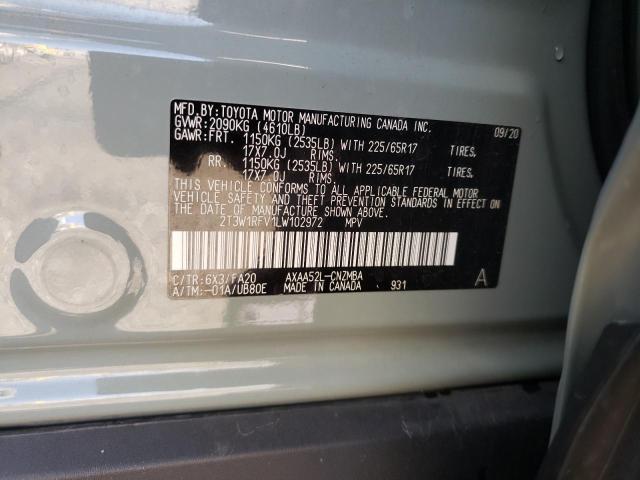 MFD.BY:TOYOTA MOTOR MANUFACTURING CANADA INC.
GVWR:2090KG (4610LB) 09/20
GAWR:FRT. 1150KG (2535LB) WITH 225/65R17 TIRES,
17X7.0J RIMS.
RR. 1150KG (2535LB) WITH 225/65R17 TIRES,
17X7.0J RIMS.
THIS VEHICLE CONFORMS TO ALL APPLICABLE FEDERAL MOTOR
VEHICLE SAFETY AND THEFT PREVENTION STANDARDS IN EFFECT
ON THE DATE OF MANUFACTURE SHOWN ABOVE.
2T3W1RFV1LW102972 MPV
C/TR:6X3/FA20 AXAA52L-CNZMBA A
A/TM:-01A/UB80E MADE IN CANADA 931